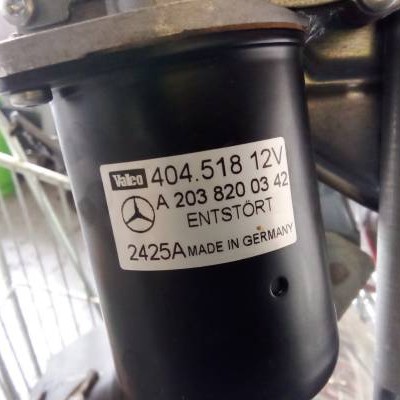 Valeo 404.518 12V
A 203 820 03 42
ENTSTÖRT
2425A MADE IN GERMANY